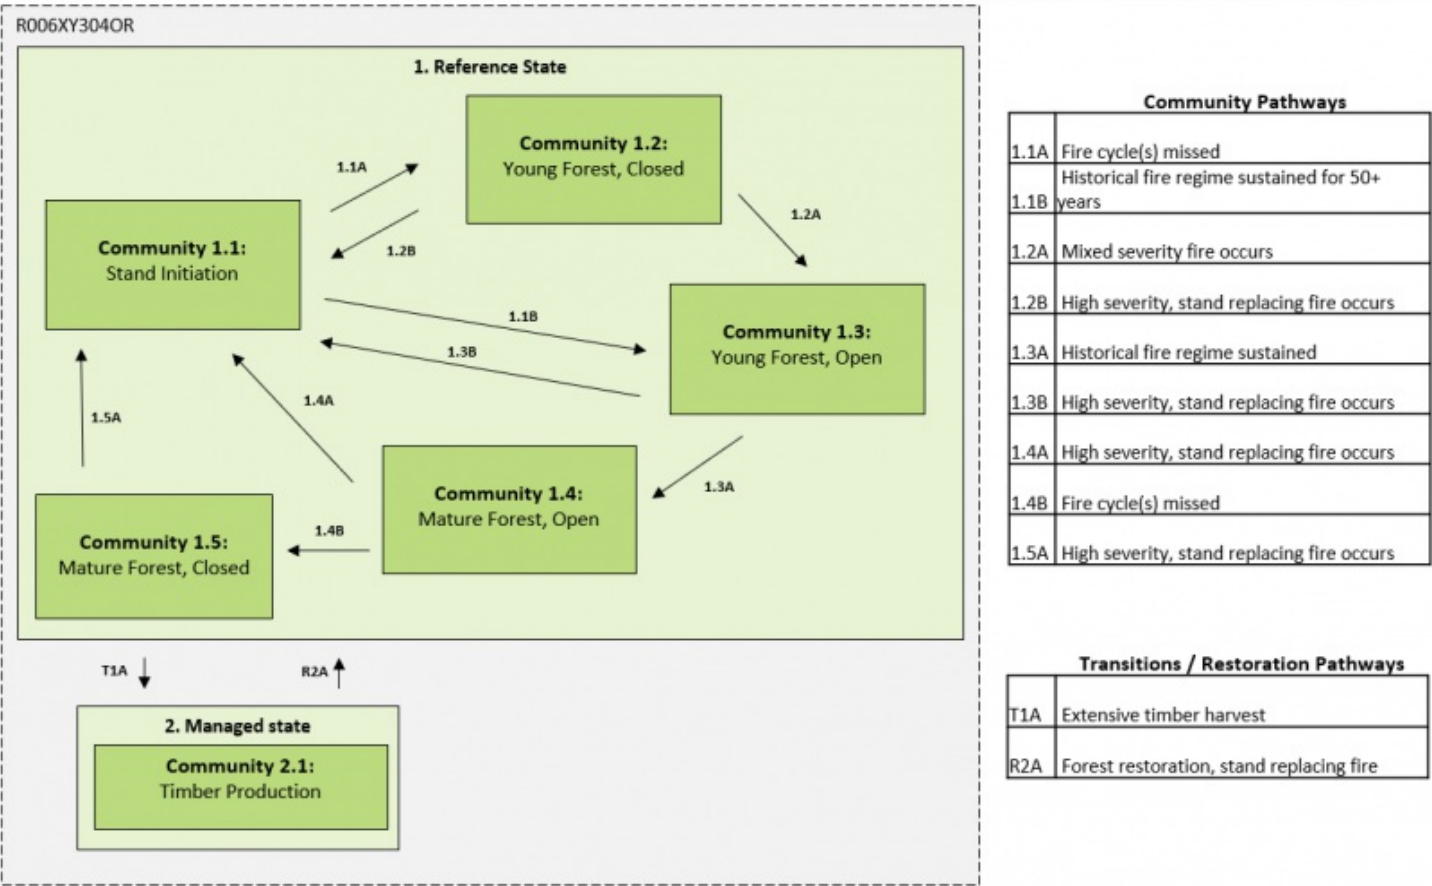 R006XY304OR
1. Reference State
Community 1.2:
Young Forest, Closed
1.1A
1.2A
1.2B
Community 1.1:
Stand Initiation
1.1B
1.3B
Community 1.3:
Young Forest, Open
1.4A
1.5A
1.3A
Community 1.4:
Mature Forest, Open
1.4B
Community 1.5:
Mature Forest, Closed
T1A
R2A
2. Managed state
Community 2.1:
Timber Production
Community Pathways
1.1A Fire cycle(s) missed
Historical fire regime sustained for 50+
1.1B years
1.2A Mixed severity fire occurs
1.2B High severity, stand replacing fire occurs
1.3A Historical fire regime sustained
1.3B High severity, stand replacing fire occurs
1.4A High severity, stand replacing fire occurs
1.4B Fire cycle(s) missed
1.5A High severity, stand replacing fire occurs
Transitions / Restoration Pathways
T1A Extensive timber harvest
R2A Forest restoration, stand replacing fire